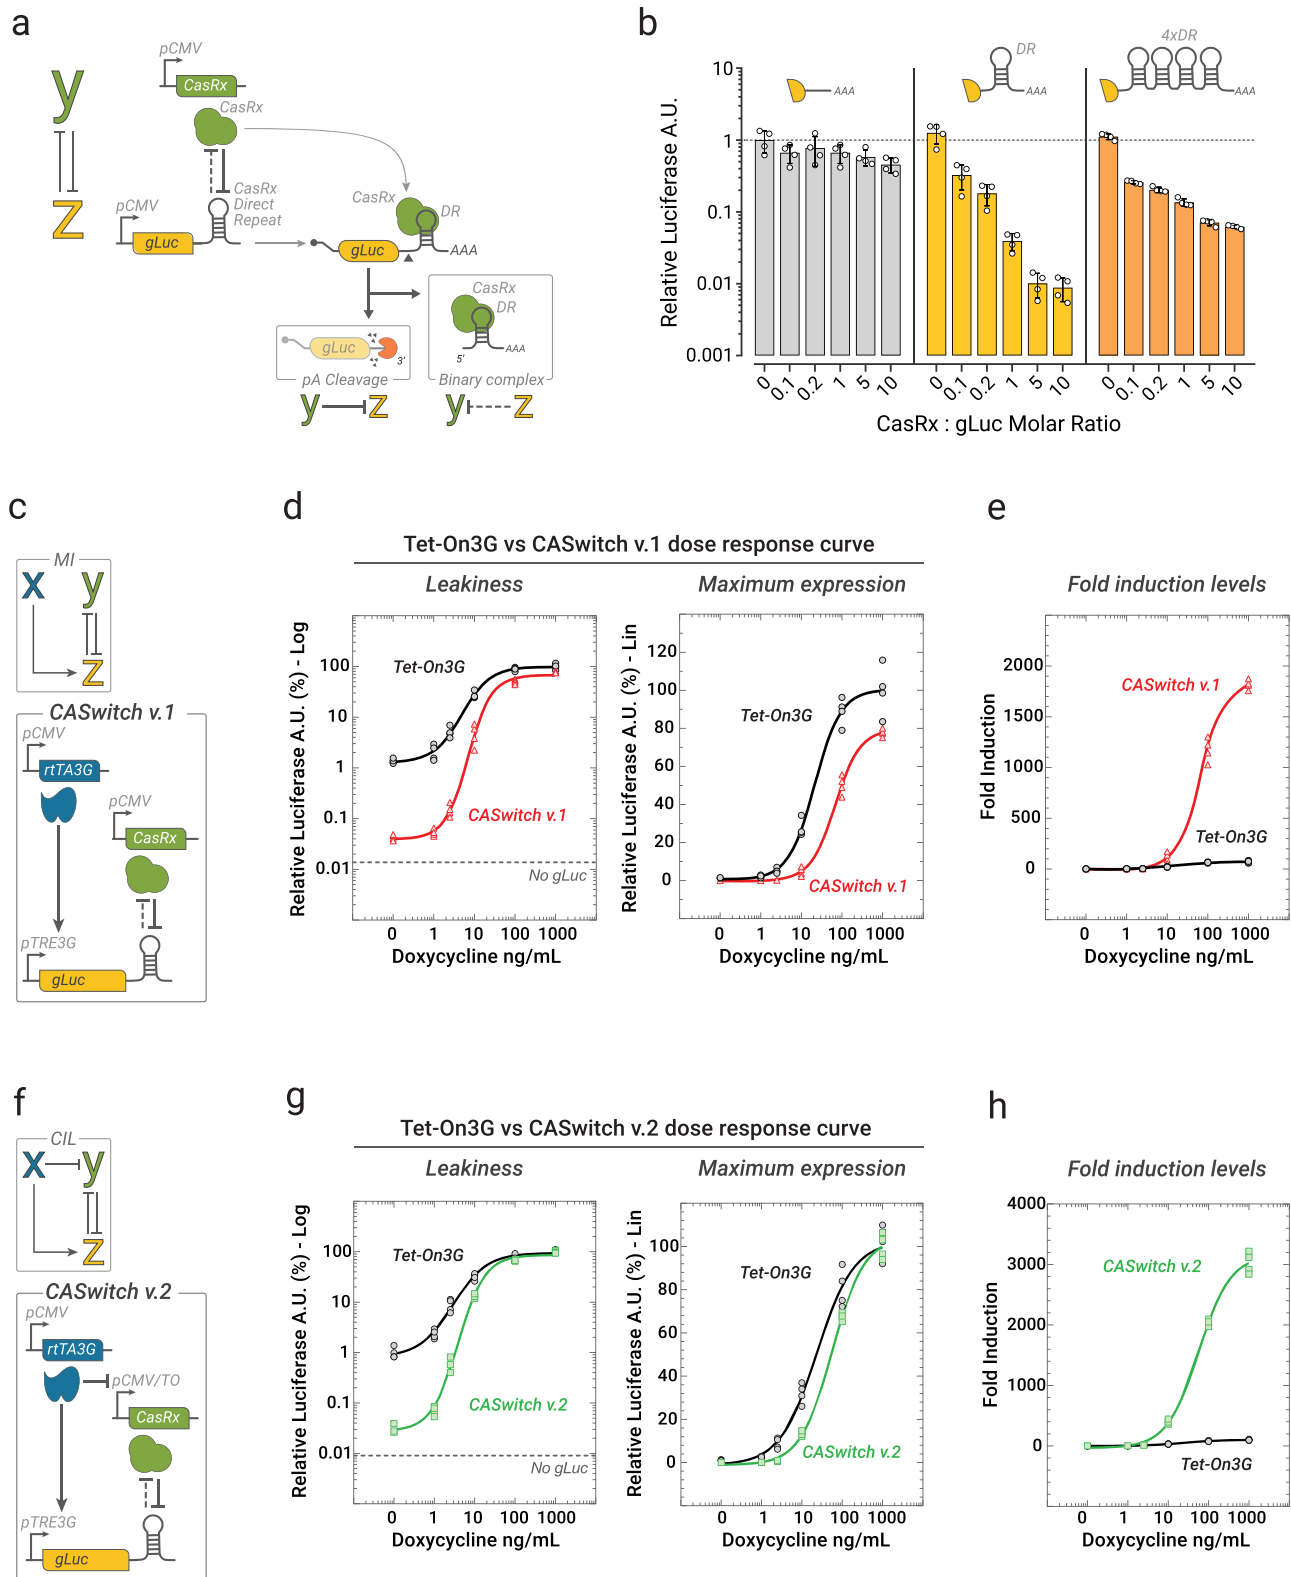 a
y
z
pCMV
CasRx
CasRx
CasRx
Direct
Repeat
pCMV
gLuc
CasRx
DR
gLuc
AAA
gLuc
3'
pA Cleavage
y
z
CasRx
DR
5'
AAA
Binary complex
y
z
b
DR
4xDR
AAA
AAA
AAA
Relative Luciferase A.U.
10
1
0.1
0.01
0.001
0 0.1 0.2 1 5 10
0 0.1 0.2 1 5 10
0 0.1 0.2 1 5 10
CasRx : gLuc Molar Ratio
c
MI
x y
z
CASwitch v.1
pCMV
rtTA3G
pCMV
CasRx
pTRE3G
gLuc
d
Tet-On3G vs CASwitch v.1 dose response curve
Leakiness
Relative Luciferase A.U. (%) - Log
100
10
1
0.1
0.01
Tet-On3G
CASwitch v.1
No gLuc
0 1 10 100 1000
Doxycycline ng/mL
Maximum expression
Relative Luciferase A.U. (%) - Lin
120
100
80
60
40
20
0
Tet-On3G
CASwitch v.1
0 1 10 100 1000
Doxycycline ng/mL
e
Fold induction levels
Fold Induction
2000
1500
1000
500
0
CASwitch v.1
Tet-On3G
0 1 10 100 1000
Doxycycline ng/mL
f
CIL
x y
z
CASwitch v.2
pCMV
rtTA3G
pCMV/TO
CasRx
pTRE3G
gLuc
g
Tet-On3G vs CASwitch v.2 dose response curve
Leakiness
Relative Luciferase A.U. (%) - Log
100
10
1
0.1
0.01
Tet-On3G
CASwitch v.2
No gLuc
0 1 10 100 1000
Doxycycline ng/mL
Maximum expression
Relative Luciferase A.U. (%) - Lin
100
80
60
40
20
0
Tet-On3G
CASwitch v.2
0 1 10 100 1000
Doxycycline ng/mL
h
Fold induction levels
Fold Induction
4000
3000
2000
1000
0
CASwitch v.2
Tet-On3G
0 1 10 100 1000
Doxycycline ng/mL